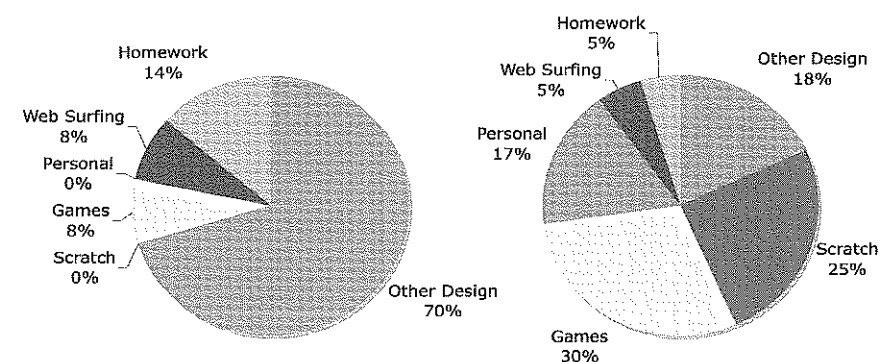 Homework
14%
Web Surfing
8%
Personal
0%
Games
8%
Scratch
0%
Other Design
70%
Homework
5%
Web Surfing
5%
Personal
17%
Other Design
18%
Scratch
25%
Games
30%